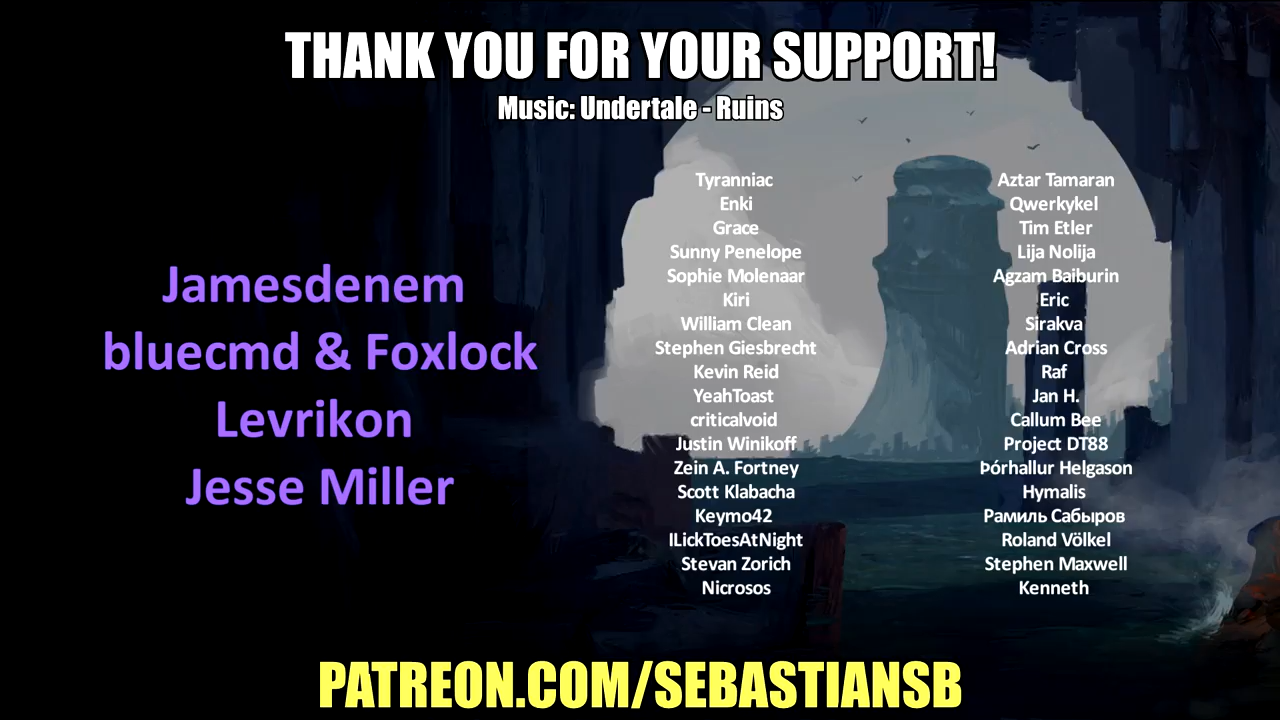 THANK YOU FOR YOUR SUPPORT!
Music: Undertale - Ruins
Jamesdenem
bluecmd & Foxlock
Levrikon
Jesse Miller
Tyranniac
Enki
Grace
Sunny Penelope
Sophie Molenaar
Kiri
William Clean
Stephen Giesbrecht
Kevin Reid
YeahToast
criticalvoid
Justin Winikoff
Zein A. Fortney
Scott Klabacha
Keymo42
ILickToesAtNight
Stevan Zorich
Nicrosos
Aztar Tamaran
Qwerkykel
Tim Etler
Lija Nolija
Agzam Baiburin
Eric
Sirakva
Adrian Cross
Raf
Jan H.
Callum Bee
Project DT88
Þórhallur Helgason
Hymalis
Рамиль Сабыров
Roland Völkel
Stephen Maxwell
Kenneth
PATREON.COM/SEBASTIANSB